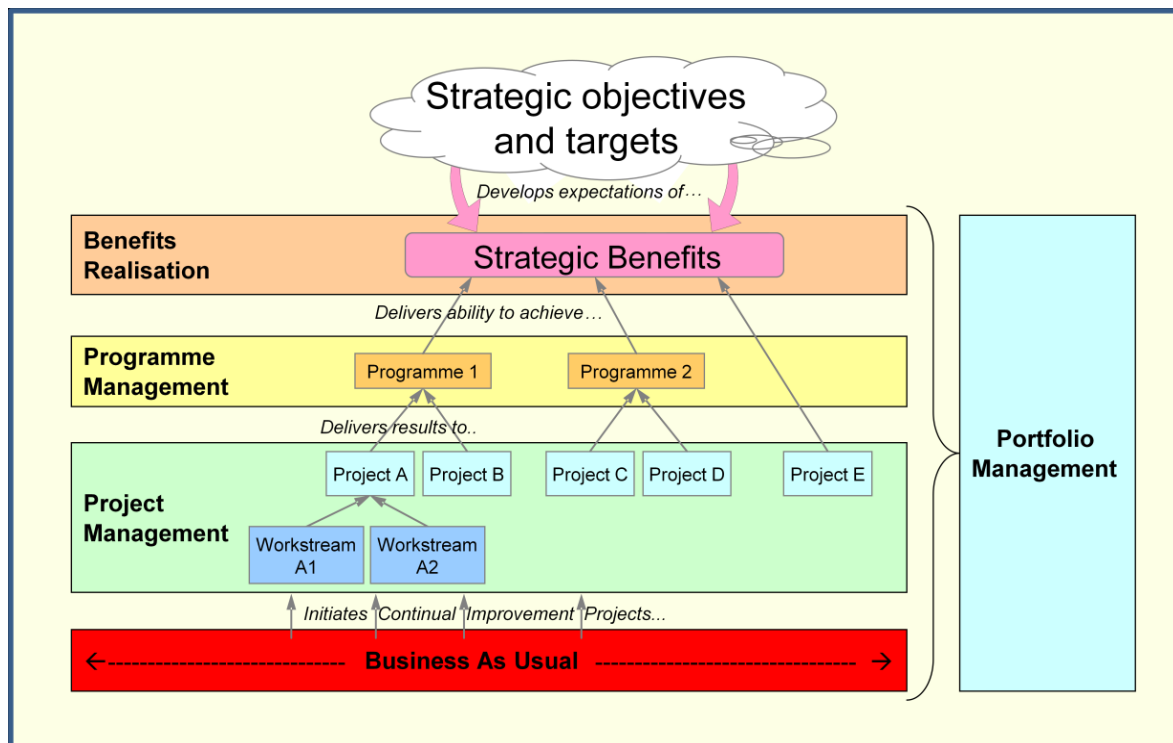 Strategic objectives
and targets
Develops expectations of…
Benefits
Realisation
Strategic Benefits
Delivers ability to achieve…
Programme
Management
Programme 1
Programme 2
Delivers results to..
Project
Management
Project A
Project B
Project C
Project D
Project E
Workstream
A1
Workstream
A2
Initiates Continual Improvement Projects...
←------------------------------ Business As Usual ---------------------------------→
Portfolio
Management